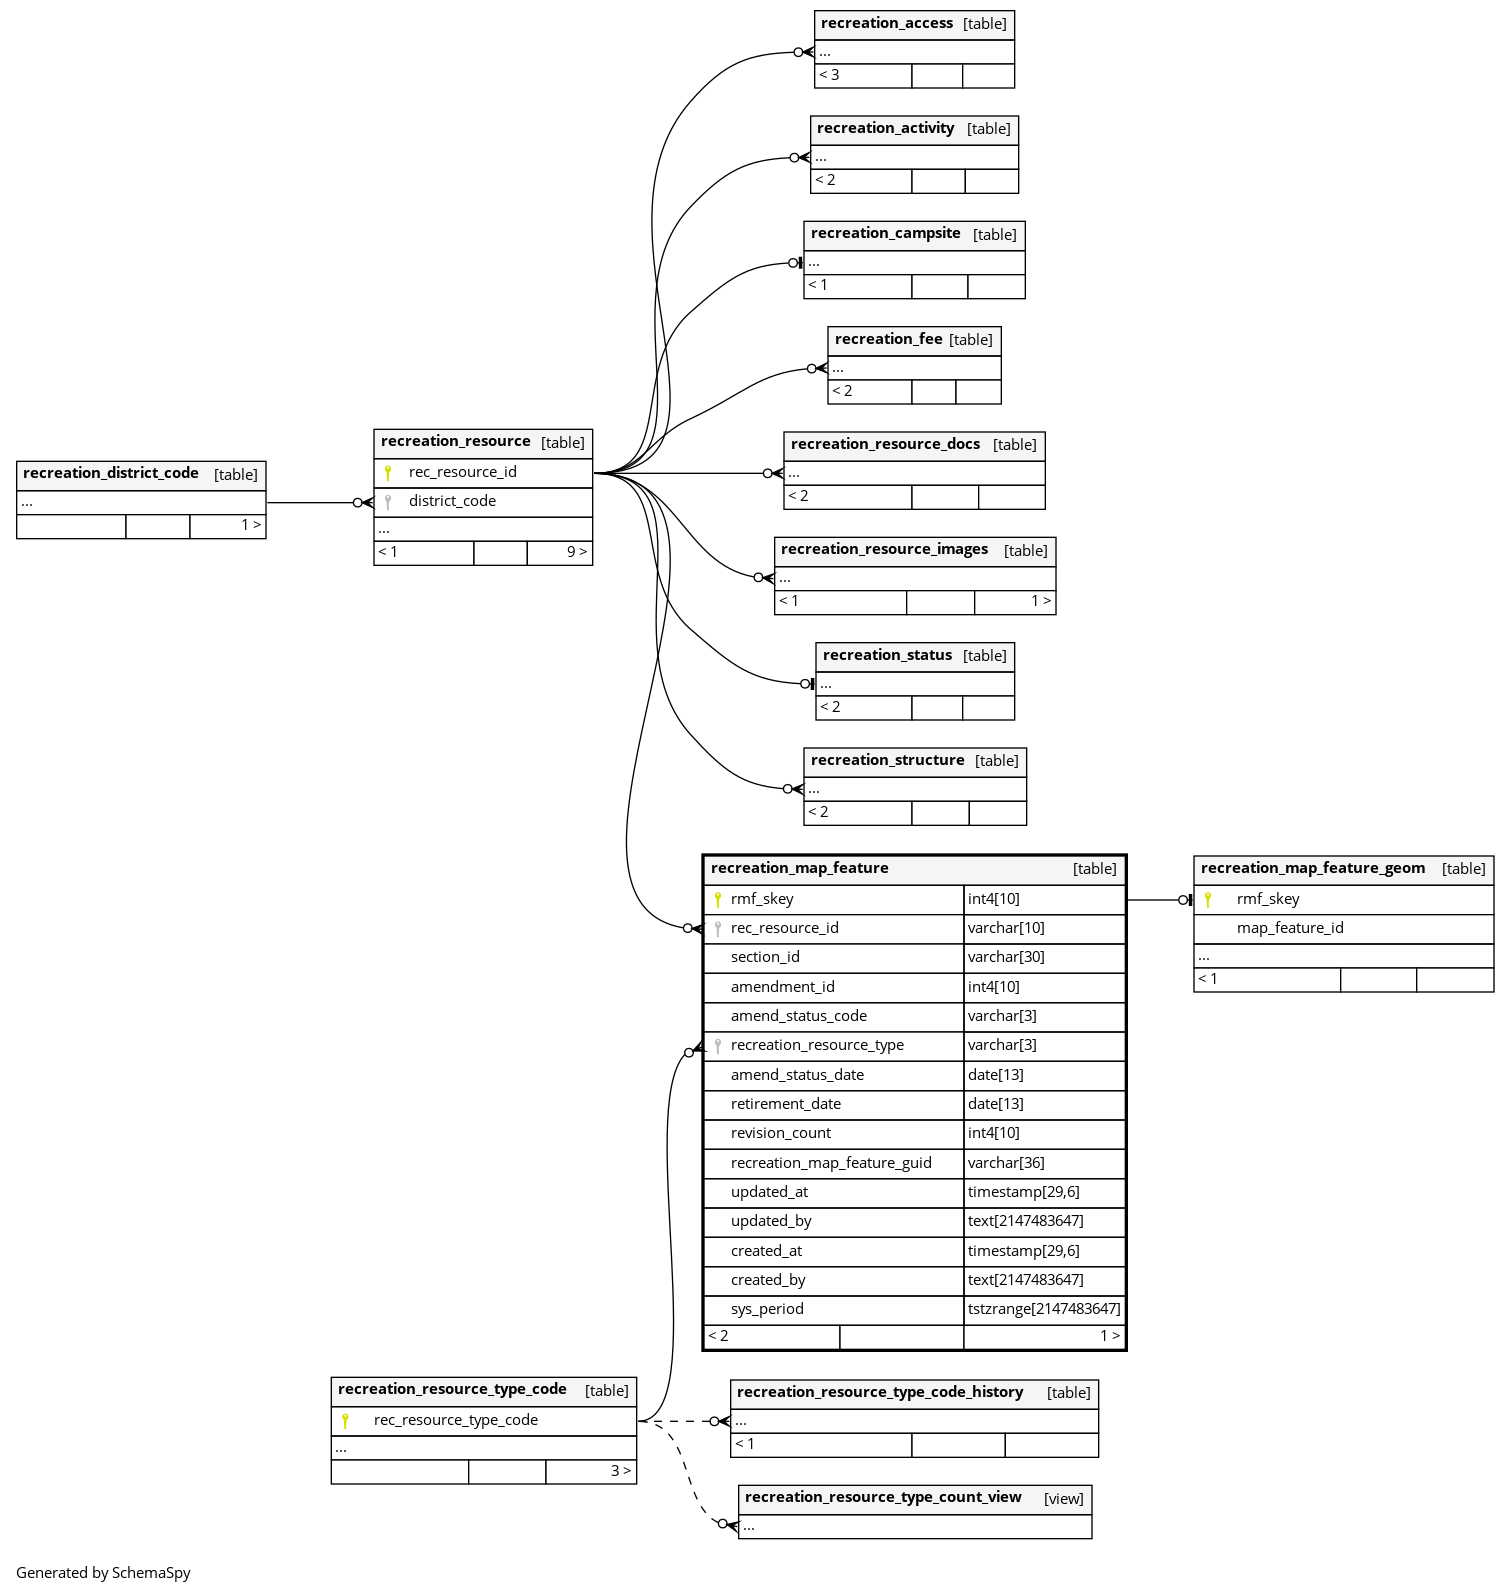 recreation_access [table]
...
< 3
recreation_activity [table]
...
< 2
recreation_campsite [table]
...
< 1
recreation_fee [table]
...
< 2
recreation_district_code [table]
...
1 >
recreation_resource [table]
rec_resource_id
district_code
...
< 1 9 >
recreation_resource_docs [table]
...
< 2
recreation_resource_images [table]
...
< 1 1 >
recreation_status [table]
...
< 2
recreation_structure [table]
...
< 2
recreation_map_feature [table]
rmf_skey int4[10]
rec_resource_id varchar[10]
section_id varchar[30]
amendment_id int4[10]
amend_status_code varchar[3]
recreation_resource_type varchar[3]
amend_status_date date[13]
retirement_date date[13]
revision_count int4[10]
recreation_map_feature_guid varchar[36]
updated_at timestamp[29,6]
updated_by text[2147483647]
created_at timestamp[29,6]
created_by text[2147483647]
sys_period tstzrange[2147483647]
< 2 1 >
recreation_map_feature_geom [table]
rmf_skey
map_feature_id
...
< 1
recreation_resource_type_code [table]
rec_resource_type_code
...
3 >
recreation_resource_type_code_history [table]
...
< 1
recreation_resource_type_count_view [view]
...
Generated by SchemaSpy